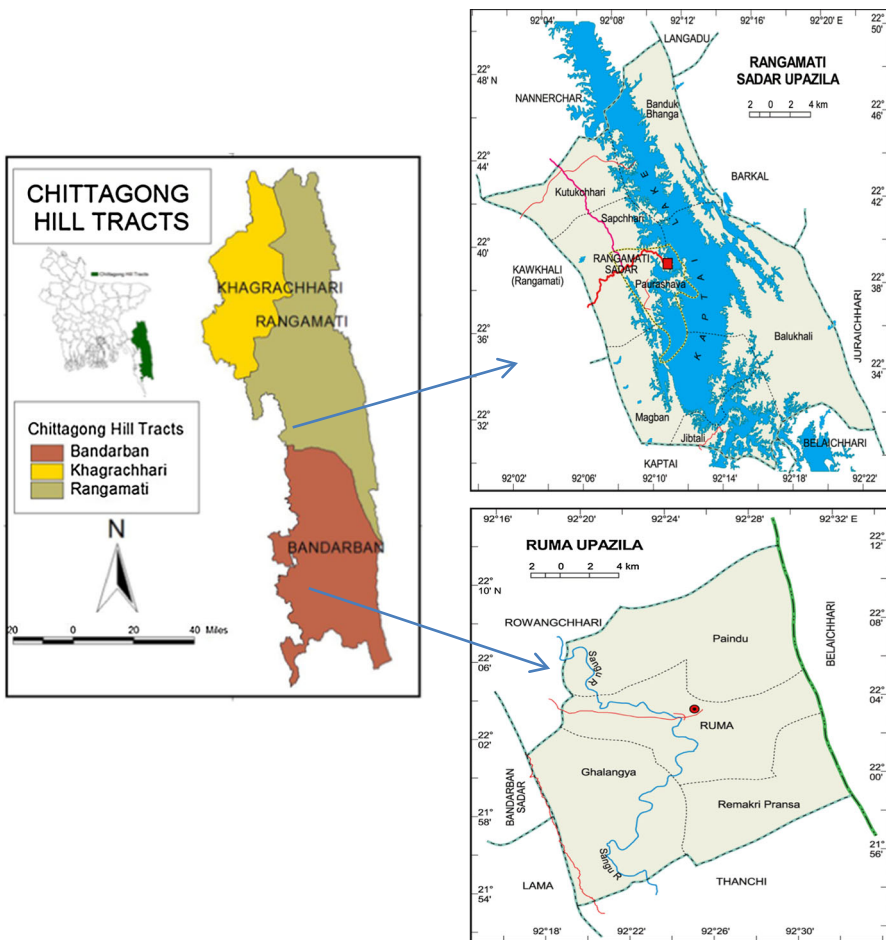 CHITTAGONG
HILL TRACTS
Chittagong Hill Tracts
KHAGRACHHARI
RANGAMATI
Chittagong Hill Tracts
Bandarban
Khagrachhari
Rangamati
BANDARBAN
N
20 10 0 20 40 Miles
92°04' 92°08' 92°12' 92°16' 92°20' E
22° 50'
LANGADU
RANGAMATI
SADAR UPAZILA
2 0 2 4 km
22° 48' N
NANNERCHAR
Banduk
Bhanga
22° 46'
22° 44'
BARKAL
Kutukchhari
22° 42'
Sapchhari
KAPTAI LAKE
22° 40'
RANGAMATI
SADAR
KAWKHALI
(Rangamati)
Paurashava
22° 38'
22° 36'
JURAICHHARI
Balukhali
22° 34'
22° 32'
Magban
Jibtali
BELAICHHARI
KAPTAI
92°02' 92°06' 92°10' 92°14' 92°18' 92°22'
92°16' 92°20' 92°24' 92°28' 92°32' E
22° 12'
RUMA UPAZILA
2 0 2 4 km
22° 10' N
ROWANGCHHARI
22° 08'
Paindu
BELAICHHARI
22° 06'
Sangu R.
22° 04'
RUMA
22° 02'
22° 00'
Ghalangya
BANDARBAN
SADAR
Remakri Pransa
21° 58'
21° 56'
Sangu R
LAMA
THANCHI
21° 54'
92°18' 92°22' 92°26' 92°30'